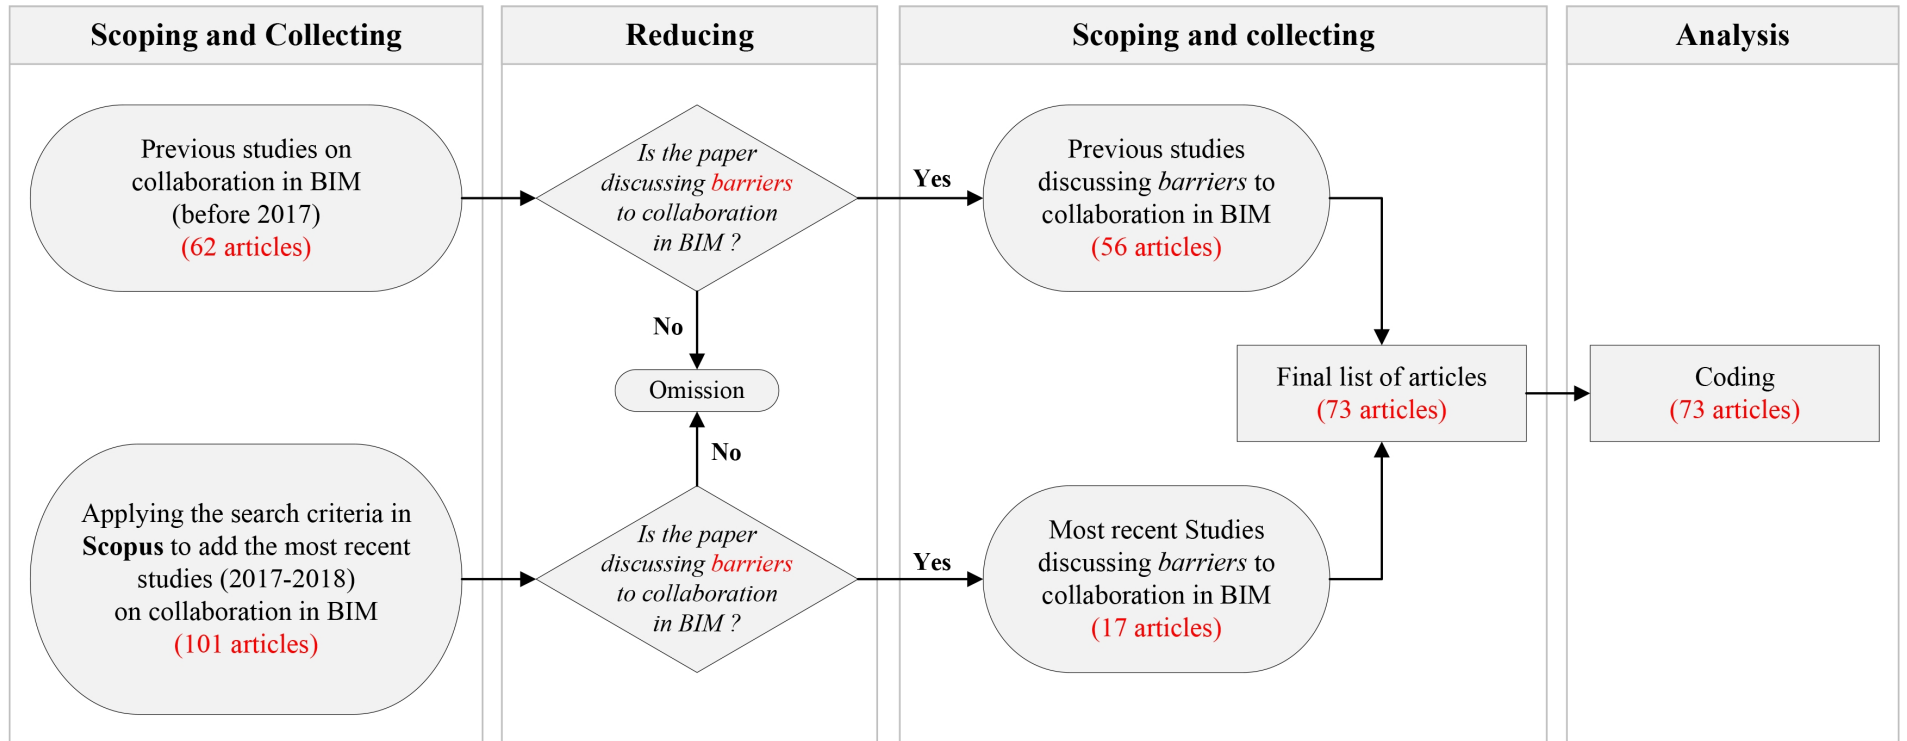 Scoping and Collecting
Reducing
Scoping and collecting
Analysis
Previous studies on
collaboration in BIM
(before 2017)
(62 articles)
Is the paper
discussing barriers
to collaboration
in BIM ?
Yes
Previous studies
discussing barriers to
collaboration in BIM
(56 articles)
No
Omission
No
Final list of articles
(73 articles)
Coding
(73 articles)
Applying the search criteria in
Scopus to add the most recent
studies (2017-2018)
on collaboration in BIM
(101 articles)
Is the paper
discussing barriers
to collaboration
in BIM ?
Yes
Most recent Studies
discussing barriers to
collaboration in BIM
(17 articles)